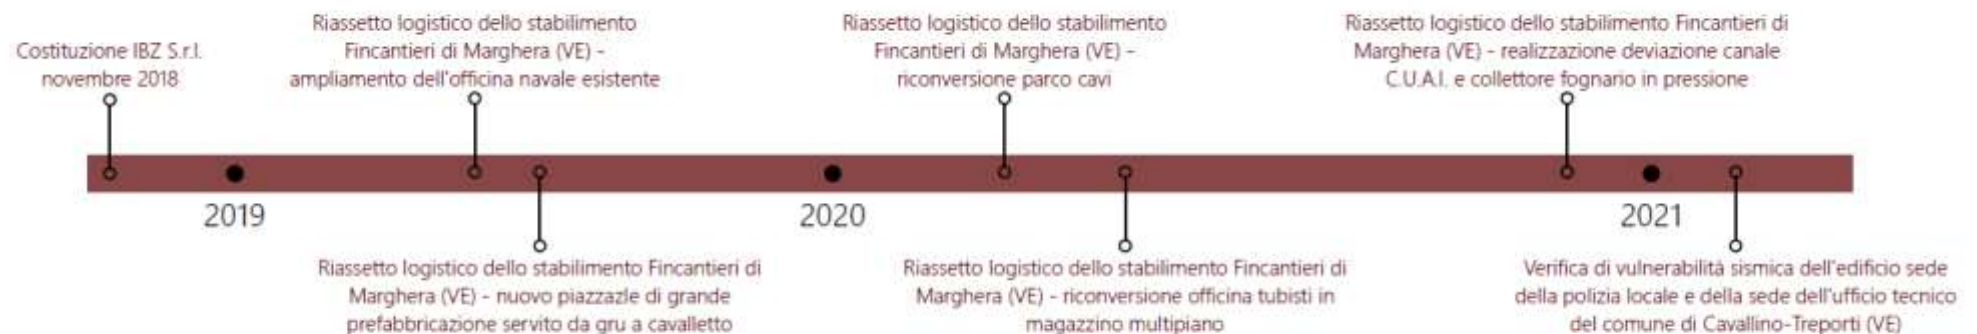 Costituzione IBZ S.r.l.
novembre 2018
Riassetto logistico dello stabilimento
Fincantieri di Marghera (VE) -
ampliamento dell'officina navale esistente
Riassetto logistico dello stabilimento
Fincantieri di Marghera (VE) -
riconversione parco cavi
Riassetto logistico dello stabilimento Fincantieri di
Marghera (VE) - realizzazione deviazione canale
C.U.A.I. e collettore fognario in pressione
2019
2020
2021
Riassetto logistico dello stabilimento Fincantieri di
Marghera (VE) - nuovo piazzazle di grande
prefabbricazione servito da gru a cavalletto
Riassetto logistico dello stabilimento Fincantieri di
Marghera (VE) - riconversione officina tubisti in
magazzino multipiano
Verifica di vulnerabilità sismica dell'edificio sede
della polizia locale e della sede dell'ufficio tecnico
del comune di Cavallino-Treporti (VE)